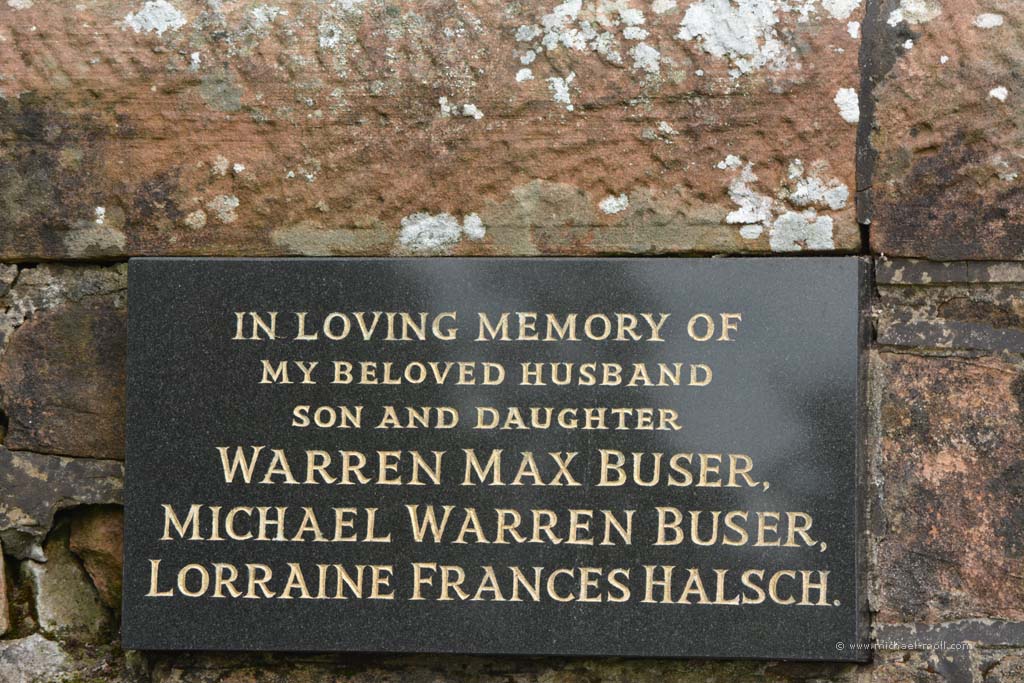 IN LOVING MEMORY OF
MY BELOVED HUSBAND
SON AND DAUGHTER
WARREN MAX BUSER,
MICHAEL WARREN BUSER,
LORRAINE FRANCES HALSCH.
© www.michael-moll.com